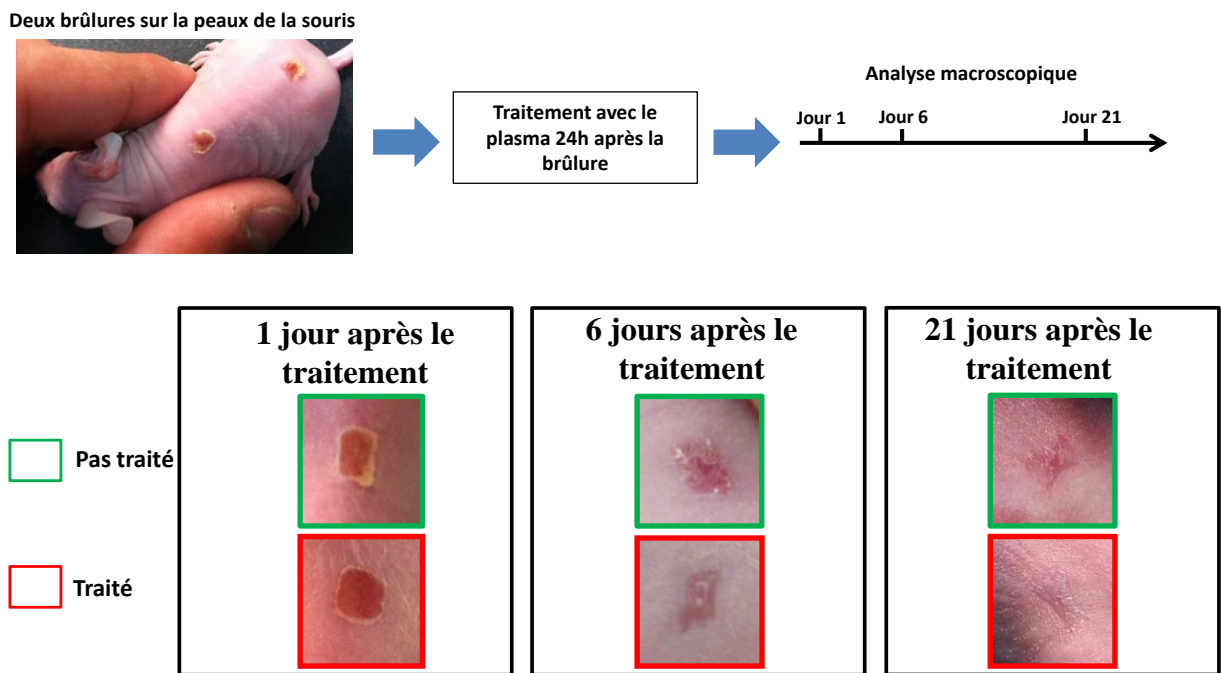 Deux brûlures sur la peaux de la souris
Traitement avec le
plasma 24h après la
brûlure
Analyse macroscopique
Jour 1
Jour 6
Jour 21
1 jour après le
traitement
6 jours après le
traitement
21 jours après le
traitement
Pas traité
Traité